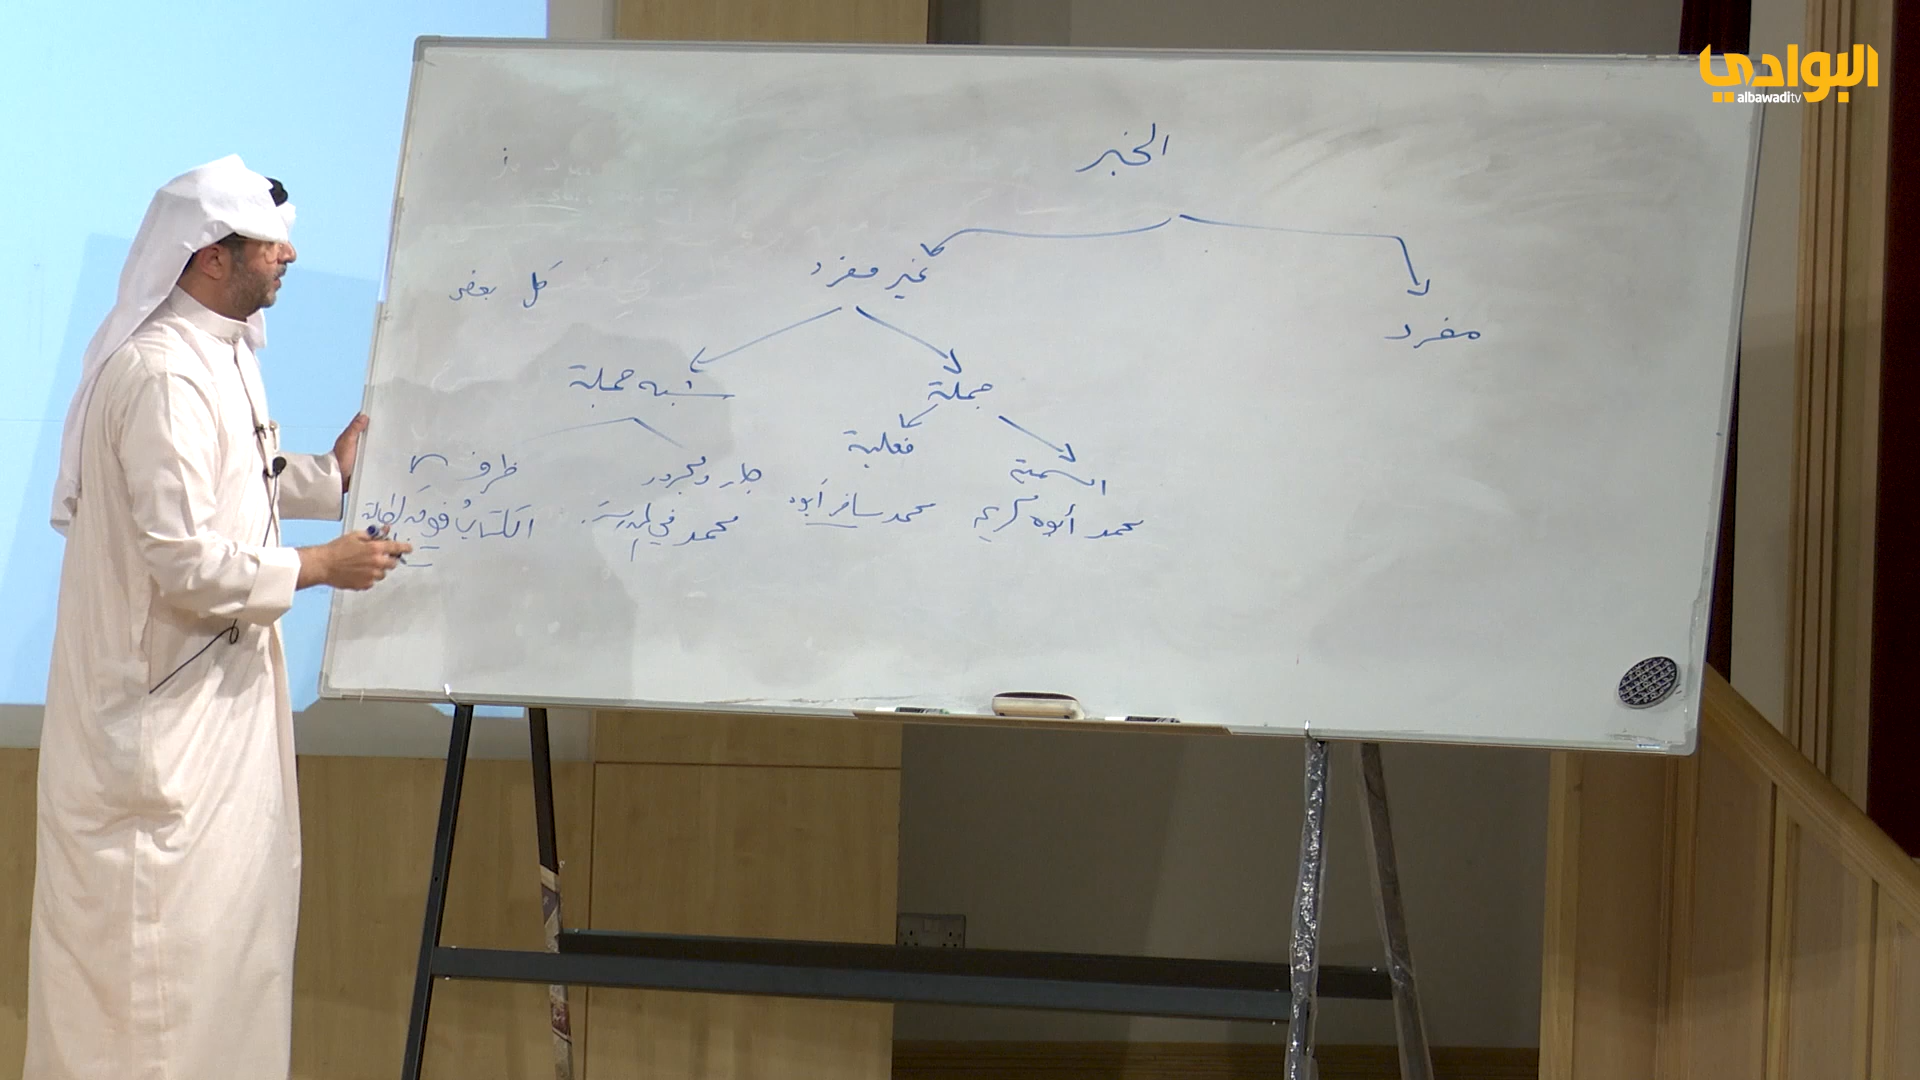 البوادي
albawaditv
الخبر
غير مفرد
مفرد
كل بعض
جملة
شبه جملة
اسمية
فعلية
جار ومجرور
ظرف
محمد أبوه كريم
محمد سافر أبوه
محمد في المدرسة
الكتابُ فوقَ الطاولة